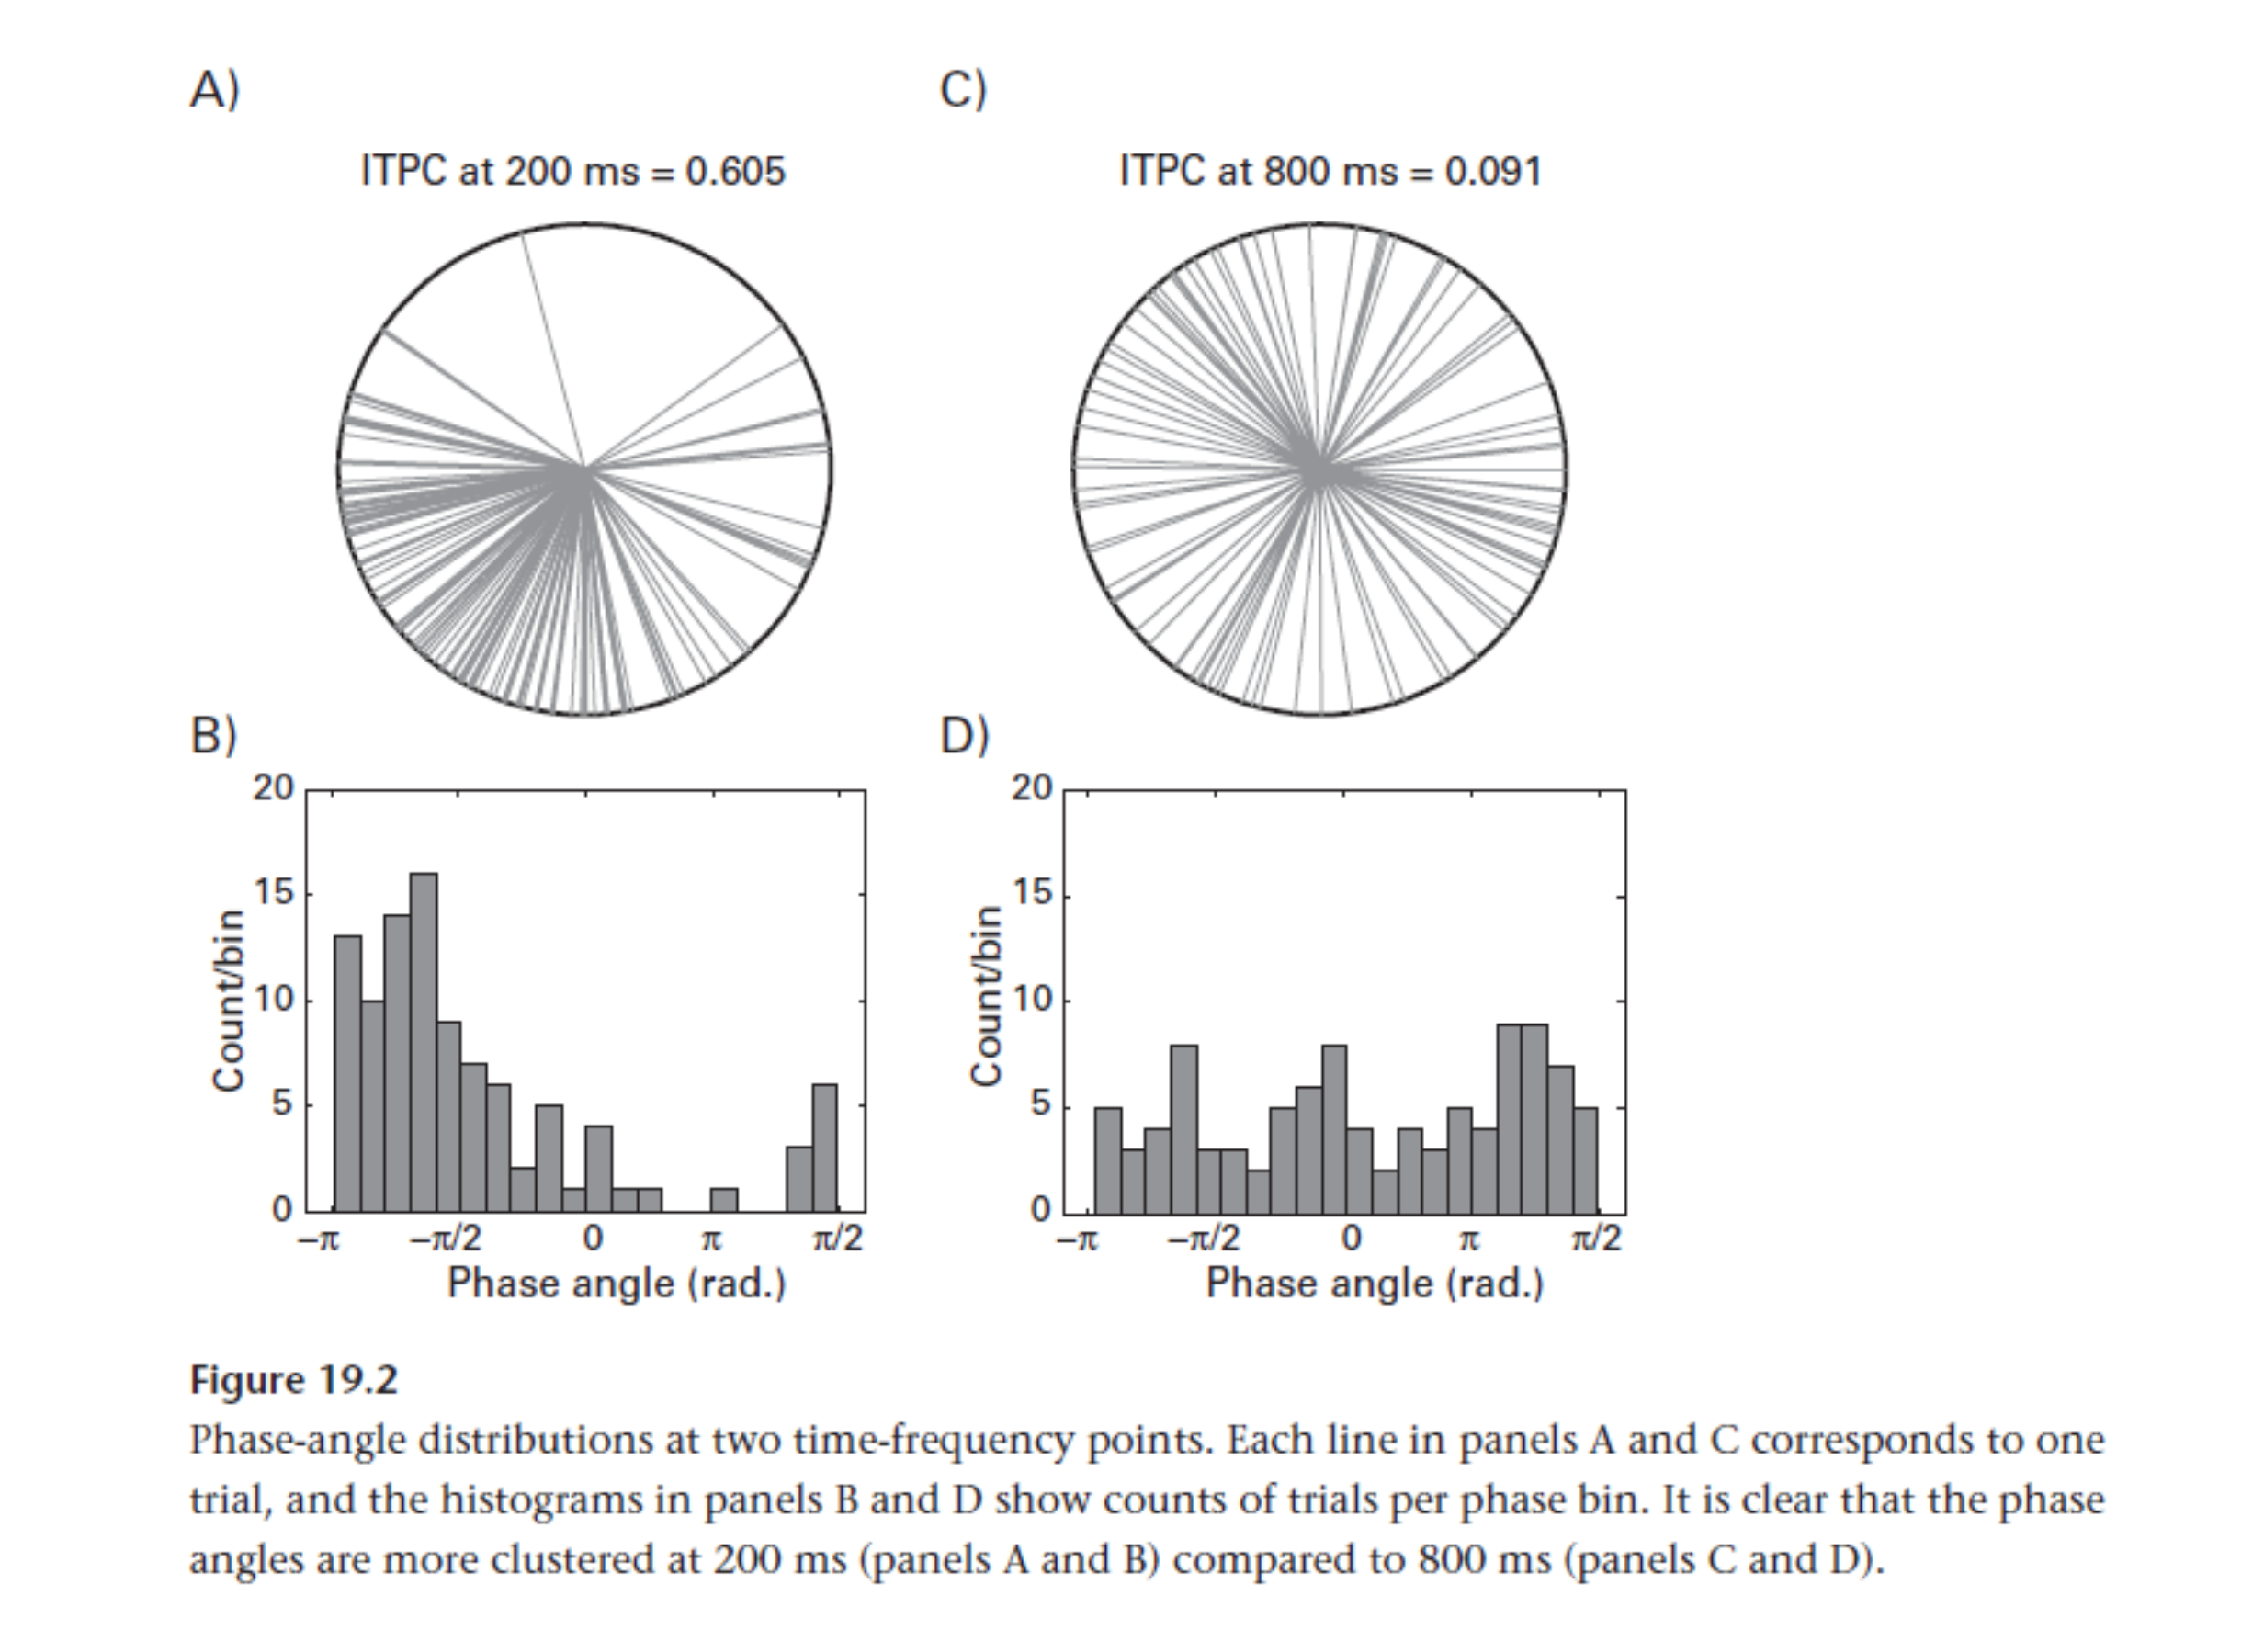 A)
ITPC at 200 ms = 0.605
C)
ITPC at 800 ms = 0.091
B)
20
15
10
5
0
Count/bin
–π
–π/2
0
π
π/2
Phase angle (rad.)
D)
20
15
10
5
0
Count/bin
–π
–π/2
0
π
π/2
Phase angle (rad.)
Figure 19.2
Phase-angle distributions at two time-frequency points. Each line in panels A and C corresponds to one
trial, and the histograms in panels B and D show counts of trials per phase bin. It is clear that the phase
angles are more clustered at 200 ms (panels A and B) compared to 800 ms (panels C and D).